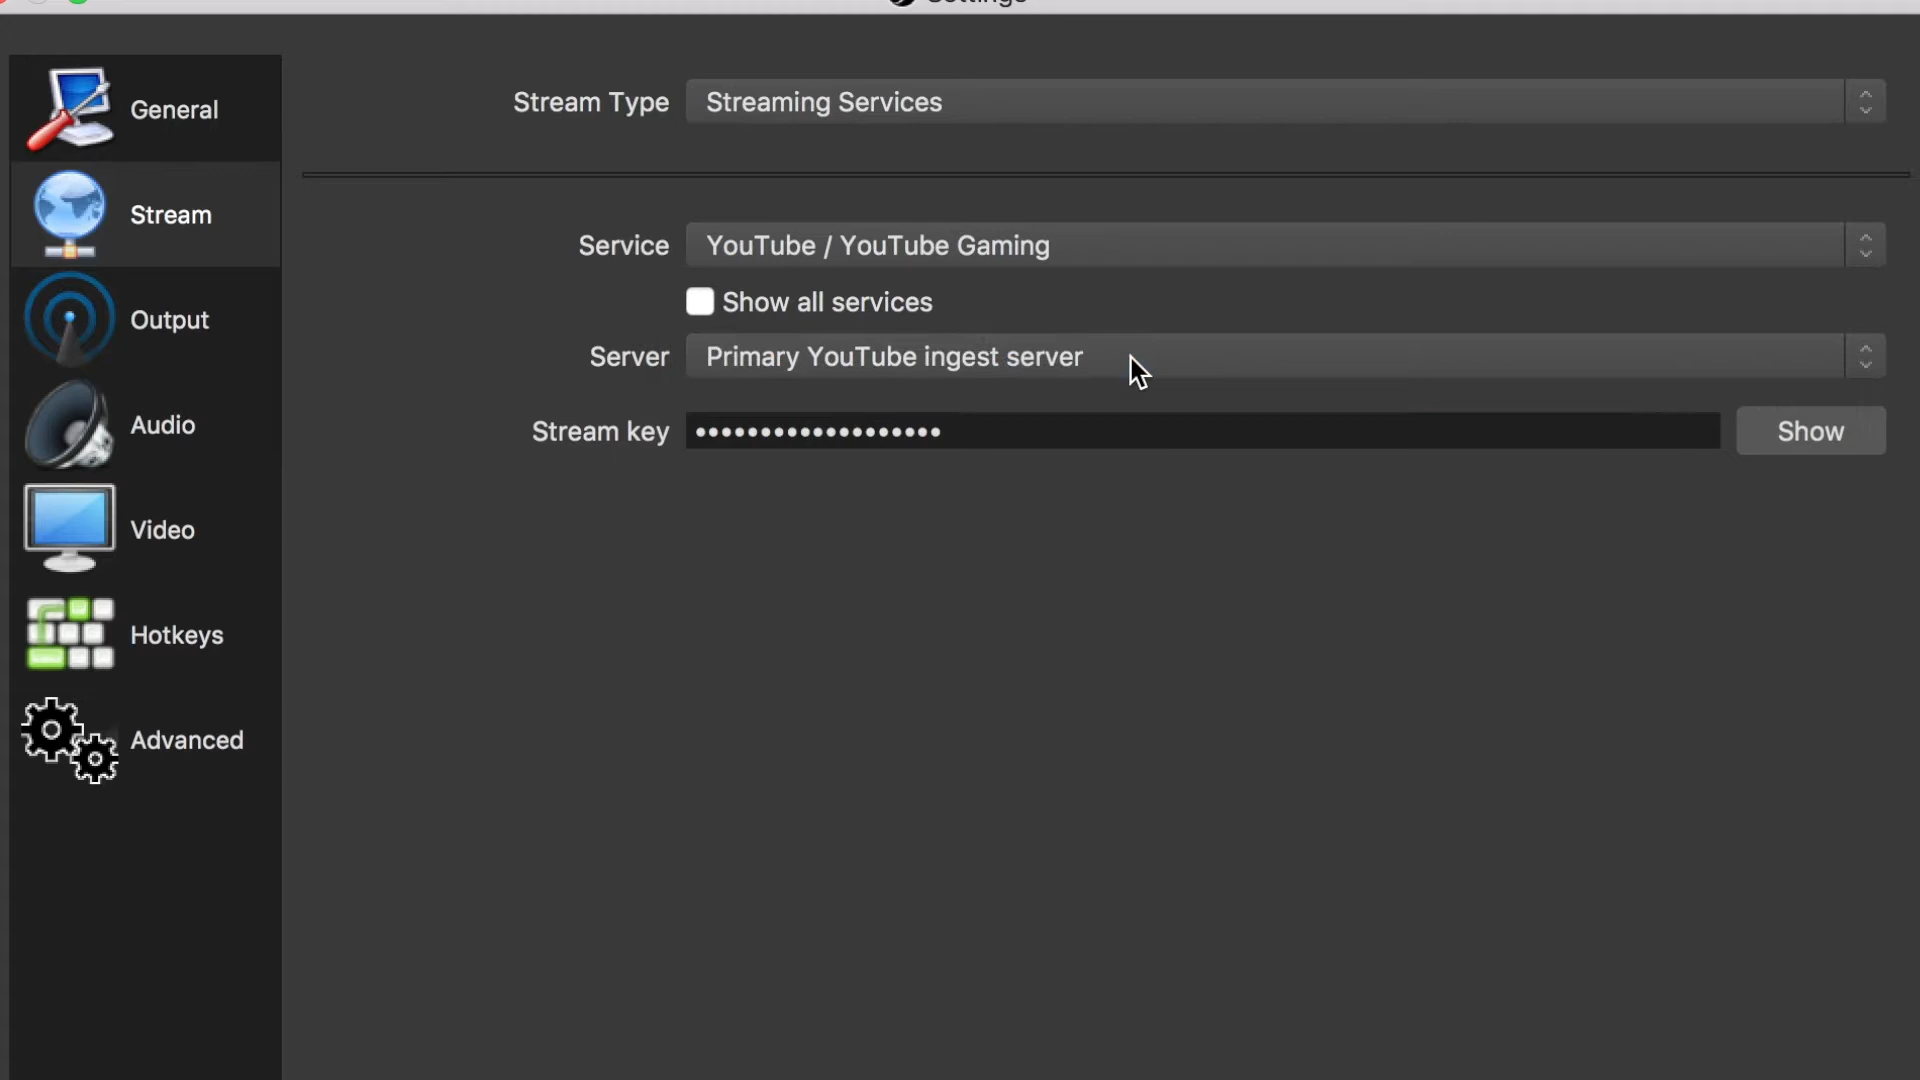 Settings
General
Stream Type Streaming Services
Stream
Service YouTube / YouTube Gaming
Show all services
Output
Server Primary YouTube ingest server
Audio
Stream key ••••••••••••••••••• Show
Video
Hotkeys
Advanced